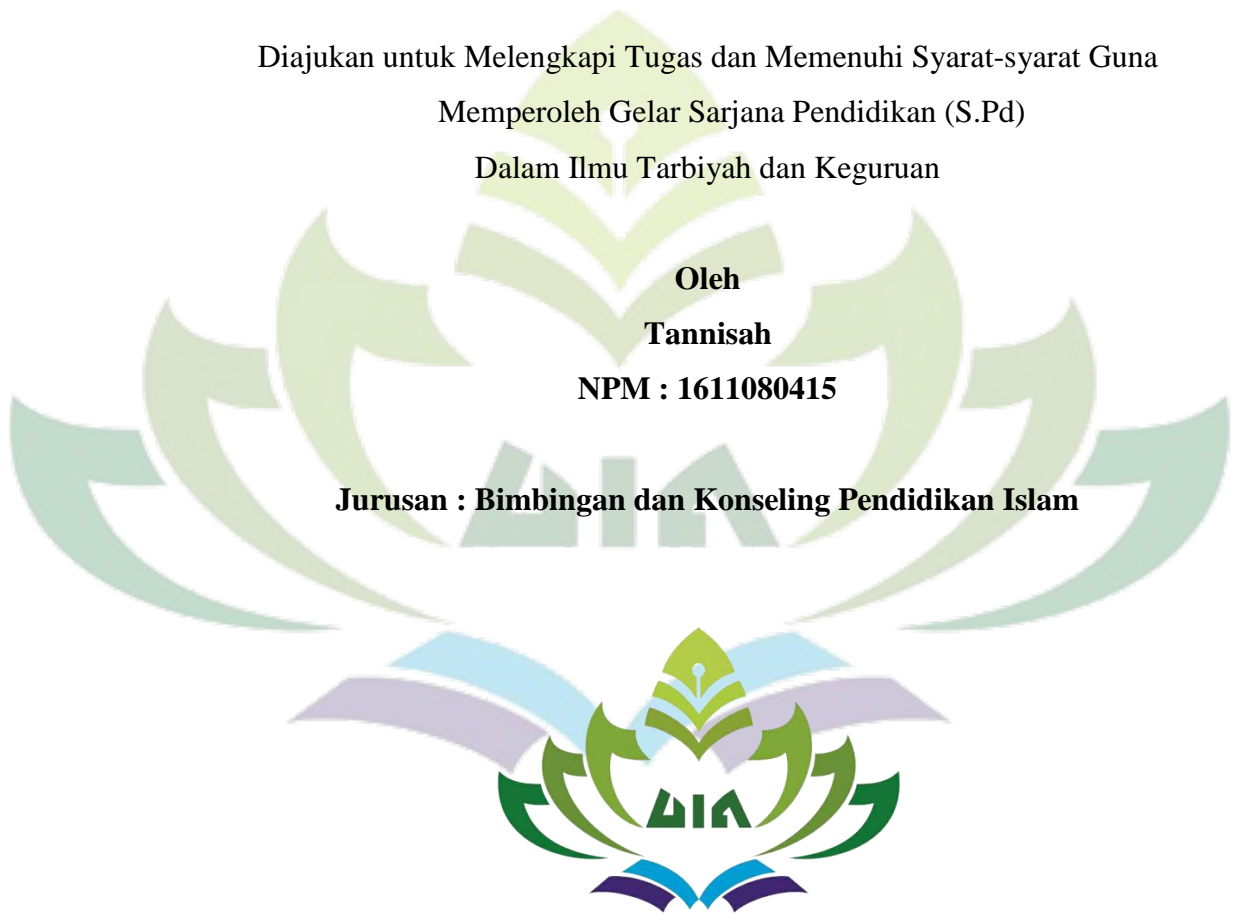 Diajukan untuk Melengkapi Tugas dan Memenuhi Syarat-syarat Guna
Memperoleh Gelar Sarjana Pendidikan (S.Pd)
Dalam Ilmu Tarbiyah dan Keguruan
Oleh
Tannisah
NPM : 1611080415
Jurusan : Bimbingan dan Konseling Pendidikan Islam
UIN